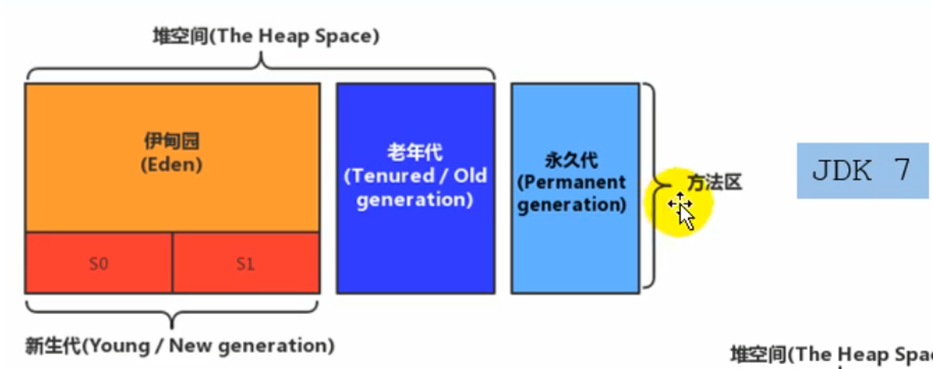 堆空间(The Heap Space)
伊甸园
(Eden)
老年代
(Tenured / Old
generation)
永久代
(Permanent
generation)
方法区
JDK 7
S0
S1
新生代(Young / New generation)
堆空间(The Heap